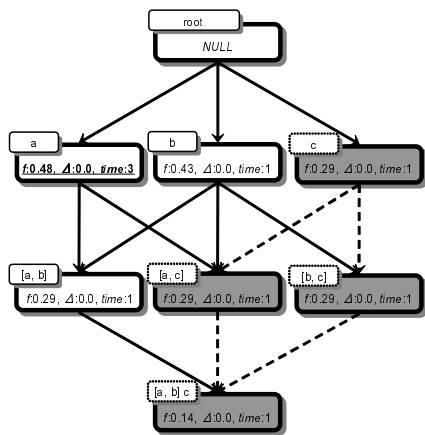 root
NULL
a
f:0.48, Δ:0.0, time:3
b
f:0.43, Δ:0.0, time:1
c
f:0.29, Δ:0.0, time:1
[a, b]
f:0.29, Δ:0.0, time:1
[a, c]
f:0.29, Δ:0.0, time:1
[b, c]
f:0.29, Δ:0.0, time:1
[a, b] c
f:0.14, Δ:0.0, time:1